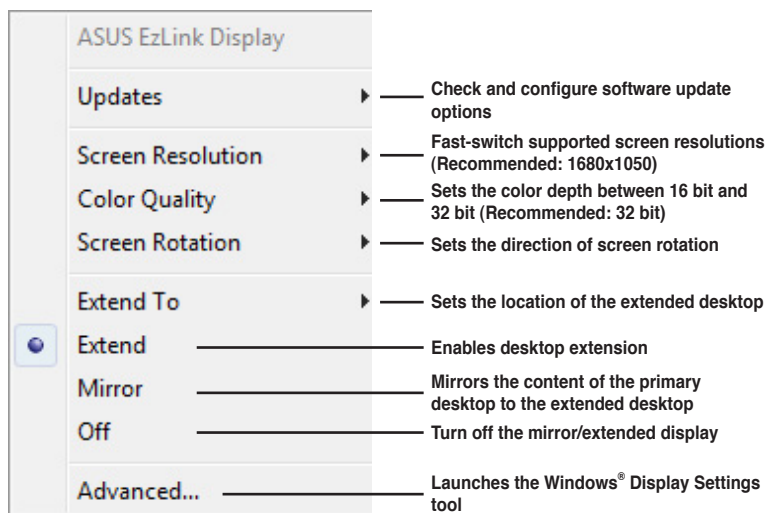 ASUS EzLink Display
Updates
Check and configure software update
options
Screen Resolution
Fast-switch supported screen resolutions
(Recommended: 1680x1050)
Color Quality
Sets the color depth between 16 bit and
32 bit (Recommended: 32 bit)
Screen Rotation
Sets the direction of screen rotation
Extend To
Sets the location of the extended desktop
Extend
Enables desktop extension
Mirror
Mirrors the content of the primary
desktop to the extended desktop
Off
Turn off the mirror/extended display
Advanced...
Launches the Windows® Display Settings
tool